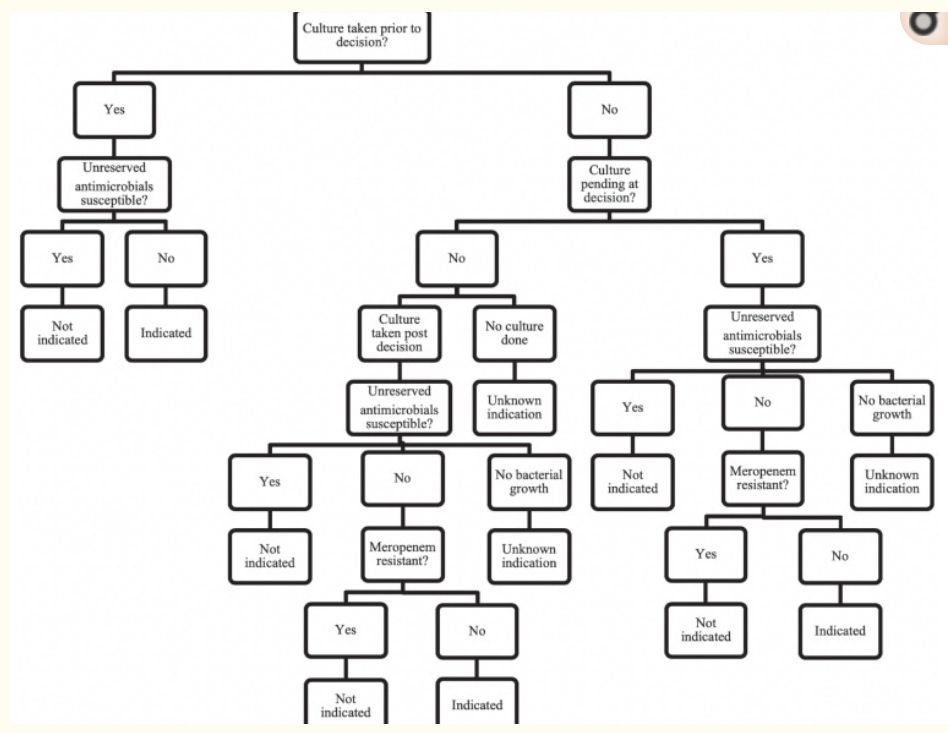 Culture taken prior to
decision?
Yes
No
Unreserved
antimicrobials
susceptible?
Culture
pending at
decision?
Yes
No
No
Yes
Not
indicated
Indicated
Culture
taken post
decision
No culture
done
Unreserved
antimicrobials
susceptible?
Unreserved
antimicrobials
susceptible?
Unknown
indication
Yes
No
No bacterial
growth
Yes
No
No bacterial
growth
Not
indicated
Meropenem
resistant?
Unknown
indication
Not
indicated
Meropenem
resistant?
Unknown
indication
Yes
No
Yes
No
Not
indicated
Indicated
Not
indicated
Indicated